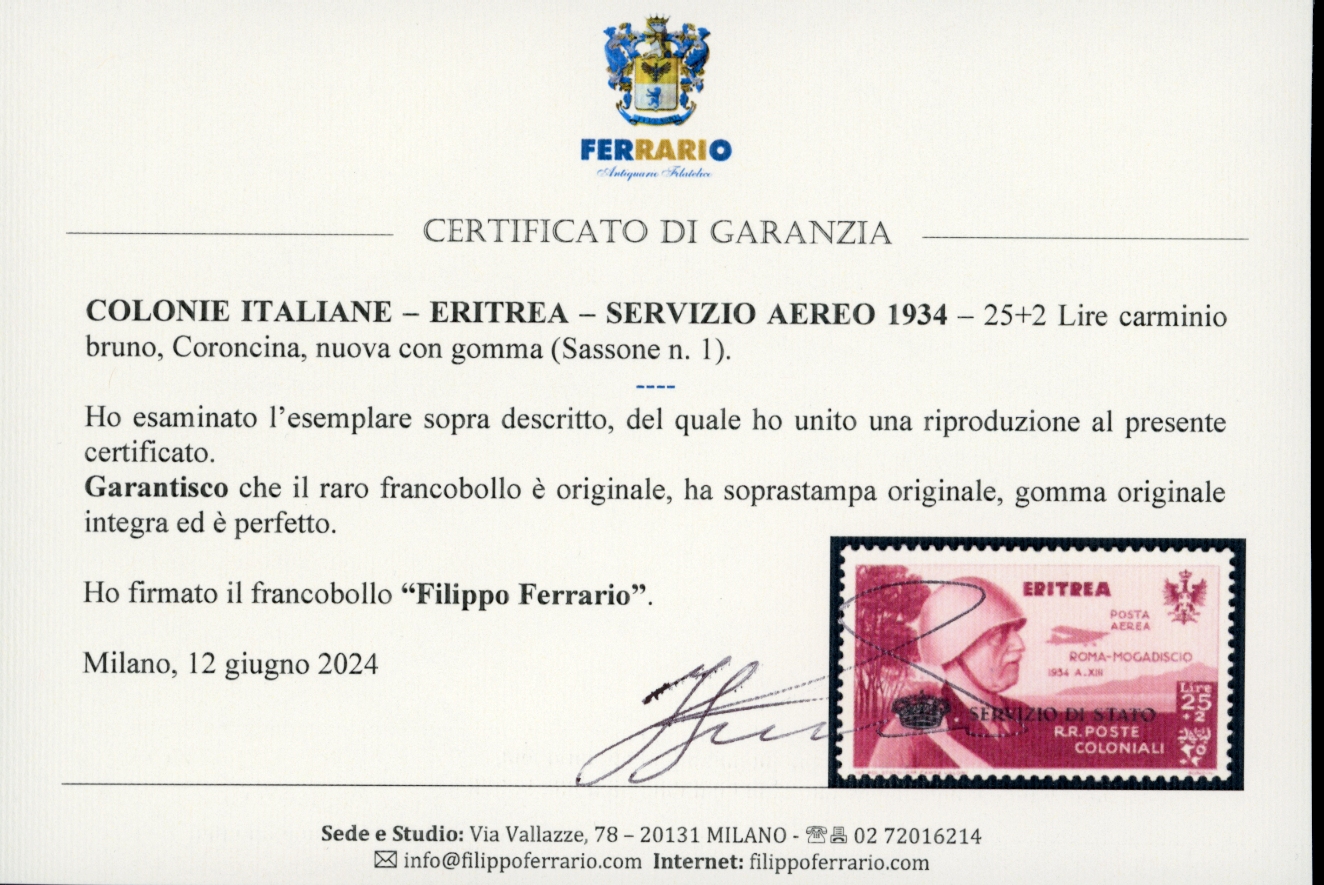 FERRARIO
Antiquario Filatelico
CERTIFICATO DI GARANZIA
COLONIE ITALIANE – ERITREA – SERVIZIO AEREO 1934 – 25+2 Lire carminio
bruno, Coroncina, nuova con gomma (Sassone n. 1).
----
Ho esaminato l’esemplare sopra descritto, del quale ho unito una riproduzione al presente
certificato.
Garantisco che il raro francobollo è originale, ha soprastampa originale, gomma originale
integra ed è perfetto.
Ho firmato il francobollo “Filippo Ferrario”.
Milano, 12 giugno 2024
ERITREA
POSTA
AEREA
ROMA-MOGADISCIO
1934 A.XIII
Lire
25
+2
SERVIZIO DI STATO
R.R. POSTE
COLONIALI
Sede e Studio: Via Vallazze, 78 – 20131 MILANO - 02 72016214
info@filippoferrario.com Internet: filippoferrario.com